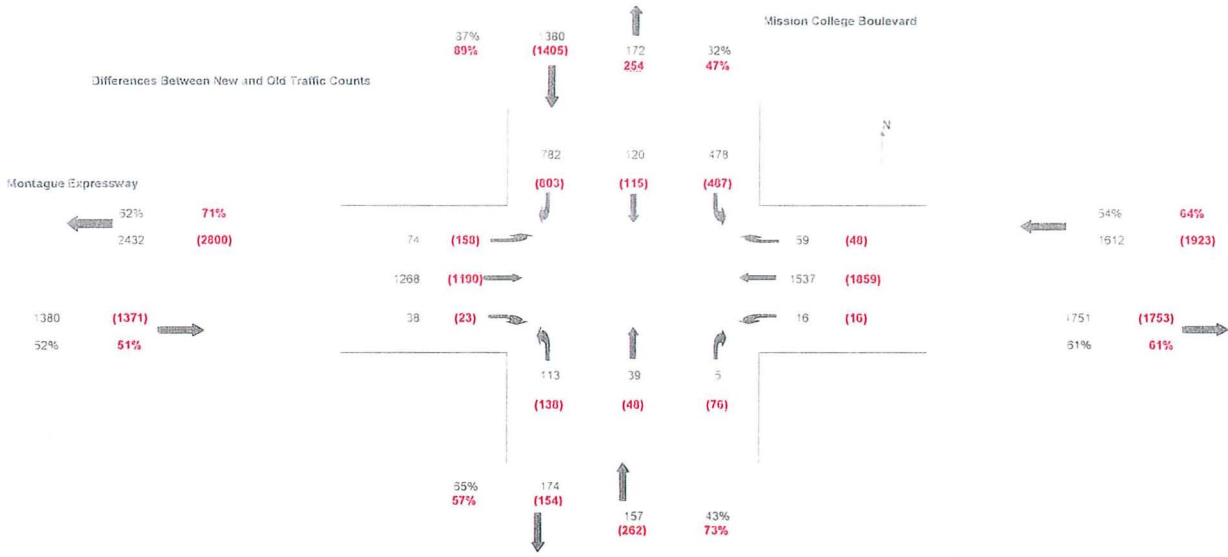 Mission College Boulevard
87% 1380 172 32%
89% (1405) 254 47%
Differences Between New and Old Traffic Counts
N
782 120 478
(803) (115) (487)
Montague Expressway
62% 71% 54% 64%
2432 (2800) 74 (158) 59 (48) 1612 (1923)
1268 (1190) 1537 (1859)
1380 (1371) 38 (23) 16 (16) 1751 (1753)
52% 51% 61% 61%
113 39 5
(138) (48) (76)
65% 174
57% (154)
157 43%
(262) 73%